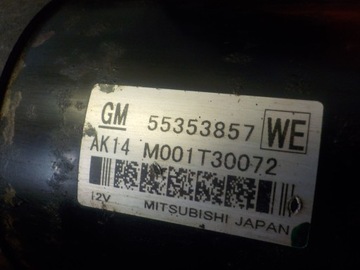 GM 55353857 WE
AK14 M001T30072
12V MITSUBISHI JAPAN